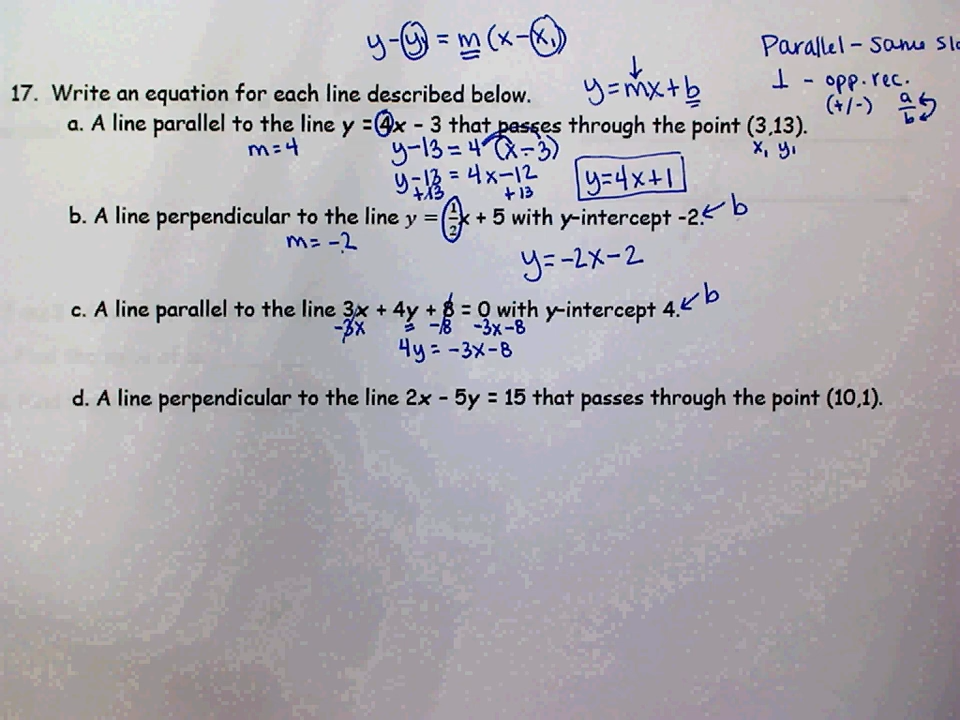 y-y₁ = m (x-x₁)
Parallel - same
⊥ - opp. rec.
(+/-) a/b
y=mx+b
17. Write an equation for each line described below.
a. A line parallel to the line y = 4x - 3 that passes through the point (3,13).
m=4
x₁ y₁
y-13 = 4 (x-3)
y-13 = 4x-12
+13 +13
y=4x+1
b. A line perpendicular to the line y = 1/2x + 5 with y-intercept -2. ← b
m= -2
y=-2x-2
c. A line parallel to the line 3x + 4y + 8 = 0 with y-intercept 4. ← b
-3x -8 -3x-8
4y = -3x-8
d. A line perpendicular to the line 2x - 5y = 15 that passes through the point (10,1).